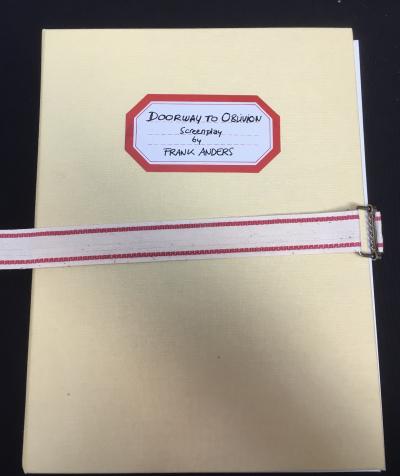 DOORWAY TO OBLIVION
Screenplay
by
FRANK ANDERS